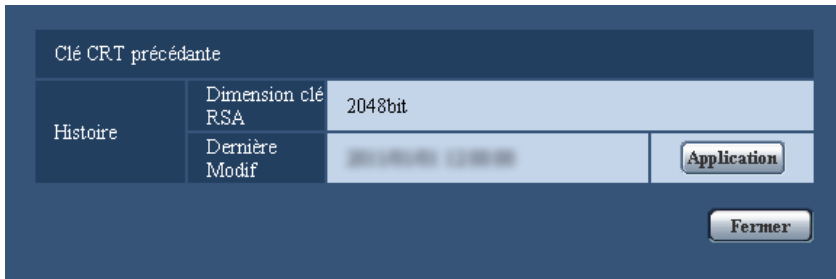 Clé CRT précédante
Histoire
Dimension clé RSA
2048bit
Dernière Modif
Application
Fermer